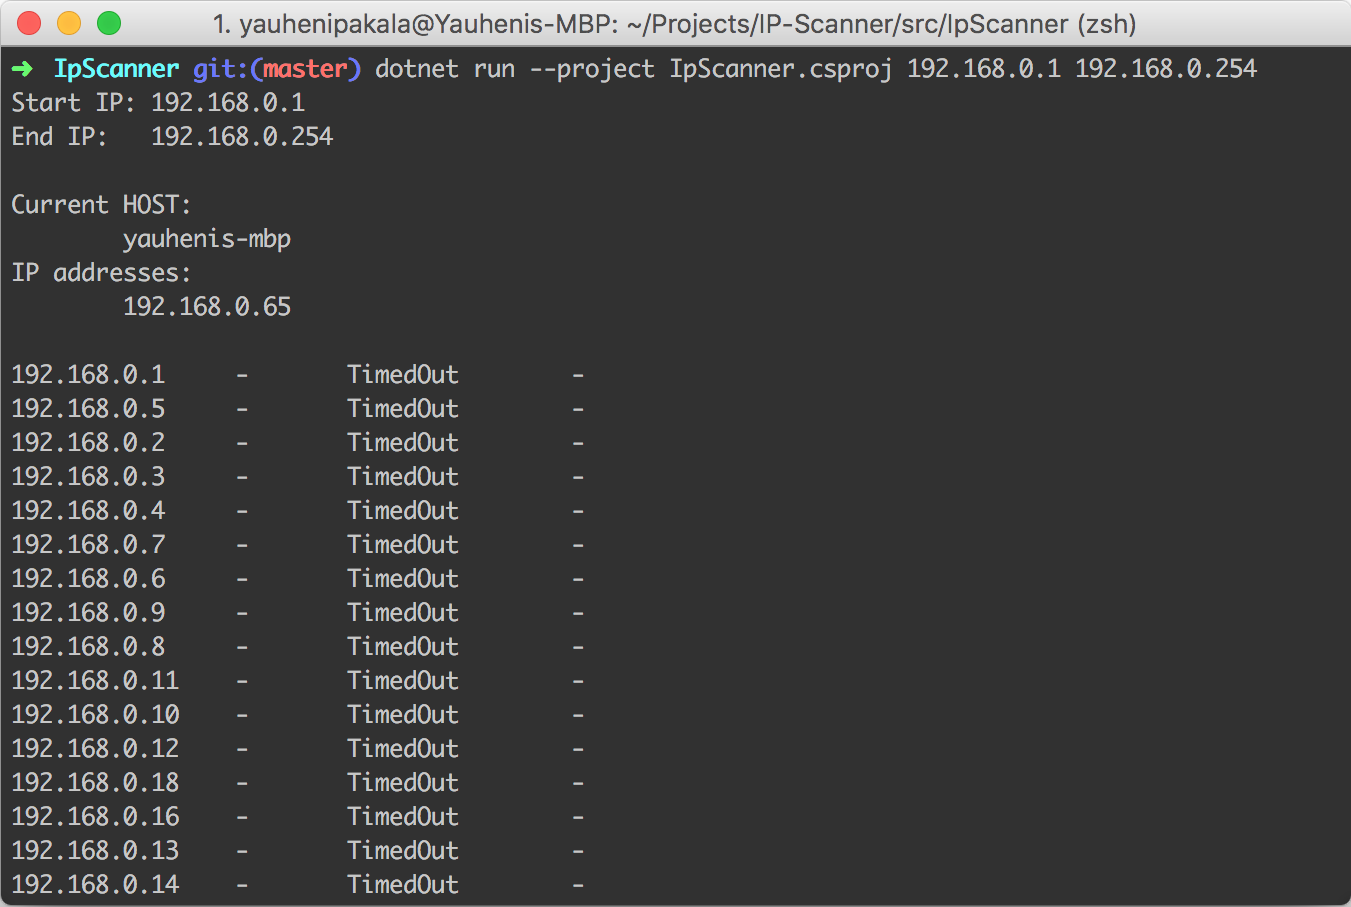 1. yauhenipakala@Yauhenis-MBP: ~/Projects/IP-Scanner/src/IpScanner (zsh)
➜  IpScanner git:(master) dotnet run --project IpScanner.csproj 192.168.0.1 192.168.0.254
Start IP: 192.168.0.1
End IP:   192.168.0.254
Current HOST:
        yauhenis-mbp
IP addresses:
        192.168.0.65
192.168.0.1     -       TimedOut        -
192.168.0.5     -       TimedOut        -
192.168.0.2     -       TimedOut        -
192.168.0.3     -       TimedOut        -
192.168.0.4     -       TimedOut        -
192.168.0.7     -       TimedOut        -
192.168.0.6     -       TimedOut        -
192.168.0.9     -       TimedOut        -
192.168.0.8     -       TimedOut        -
192.168.0.11    -       TimedOut        -
192.168.0.10    -       TimedOut        -
192.168.0.12    -       TimedOut        -
192.168.0.18    -       TimedOut        -
192.168.0.16    -       TimedOut        -
192.168.0.13    -       TimedOut        -
192.168.0.14    -       TimedOut        -